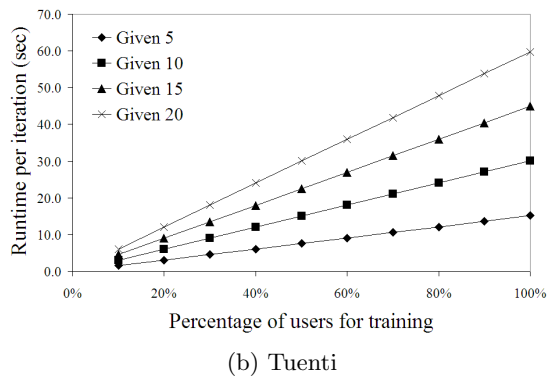 70.0
60.0
50.0
40.0
30.0
20.0
10.0
0.0
Runtime per iteration (sec)
Given 5
Given 10
Given 15
Given 20
0% 20% 40% 60% 80% 100%
Percentage of users for training
(b) Tuenti